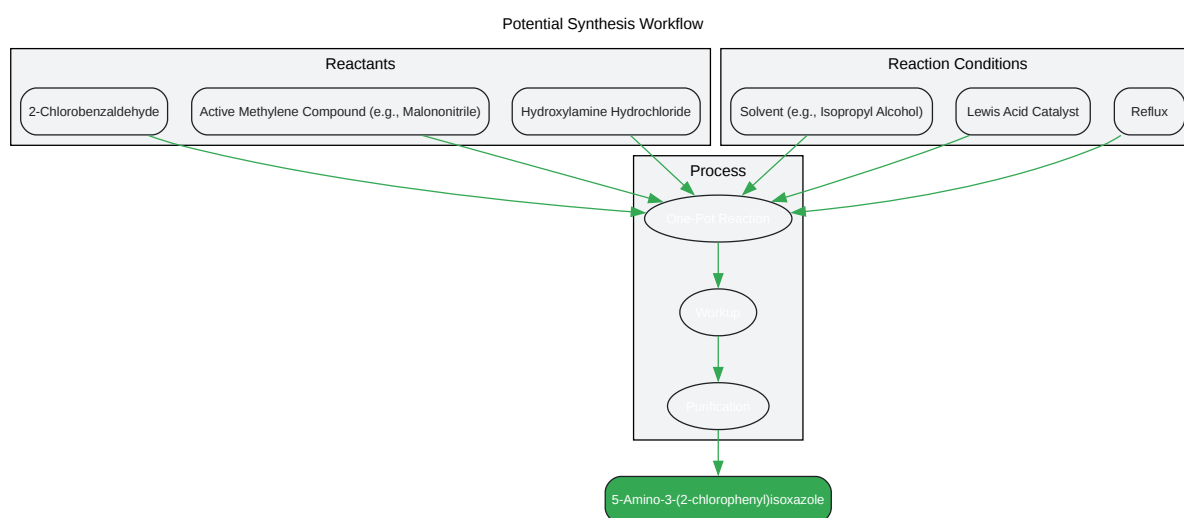 Potential Synthesis Workflow
Reactants
Reaction Conditions
2-Chlorobenzaldehyde
Active Methylene Compound (e.g., Malononitrile)
Hydroxylamine Hydrochloride
Solvent (e.g., Isopropyl Alcohol)
Lewis Acid Catalyst
Reflux
Process
One-Pot Reaction
Workup
Purification
5-Amino-3-(2-chlorophenyl)isoxazole